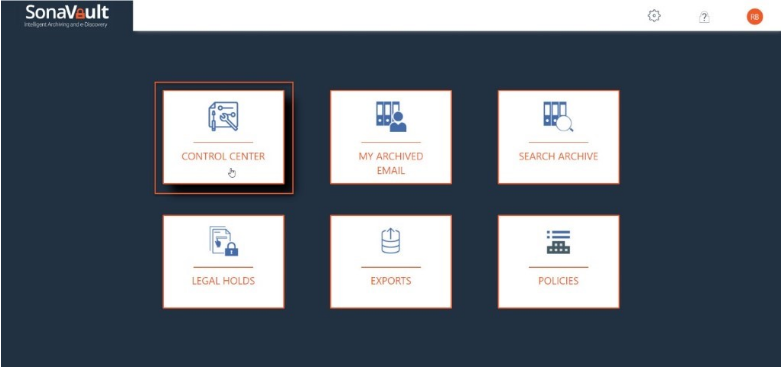 SonaVault
Intelligent Archiving and e-Discovery
?
RB
CONTROL CENTER
MY ARCHIVED
EMAIL
SEARCH ARCHIVE
LEGAL HOLDS
EXPORTS
POLICIES